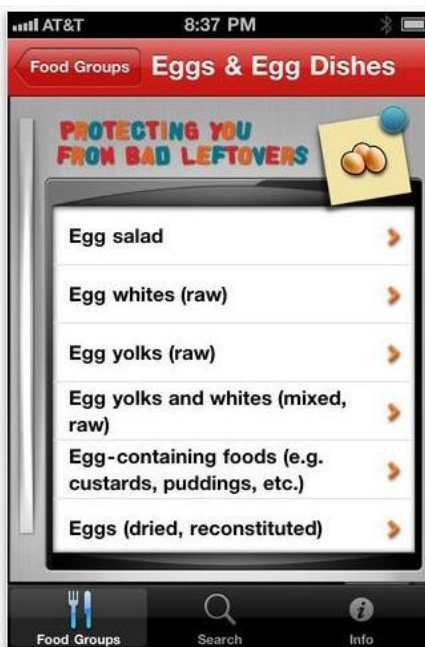 AT&T 8:37 PM
Food Groups Eggs & Egg Dishes
PROTECTING YOU
FROM BAD LEFTOVERS
Egg salad
Egg whites (raw)
Egg yolks (raw)
Egg yolks and whites (mixed,
raw)
Egg-containing foods (e.g.
custards, puddings, etc.)
Eggs (dried, reconstituted)
Food Groups Search Info